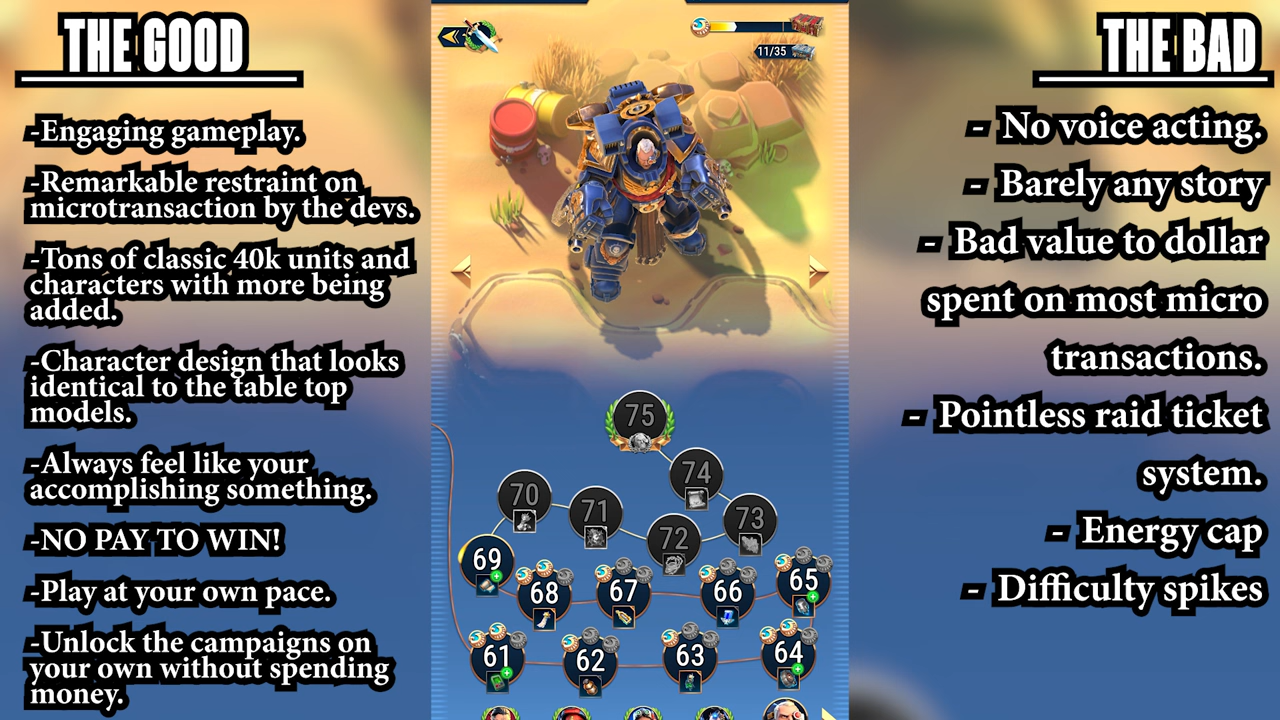 THE GOOD
-Engaging gameplay.
-Remarkable restraint on
microtransaction by the devs.
-Tons of classic 40k units and
characters with more being
added.
-Character design that looks
identical to the table top
models.
-Always feel like your
accomplishing something.
-NO PAY TO WIN!
-Play at your own pace.
-Unlock the campaigns on
your own without spending
money.
11/35
75
74
70
71
73
72
69
68
67
66
65
61
62
63
64
THE BAD
- No voice acting.
- Barely any story
- Bad value to dollar
spent on most micro
transactions.
- Pointless raid ticket
system.
- Energy cap
- Difficulty spikes